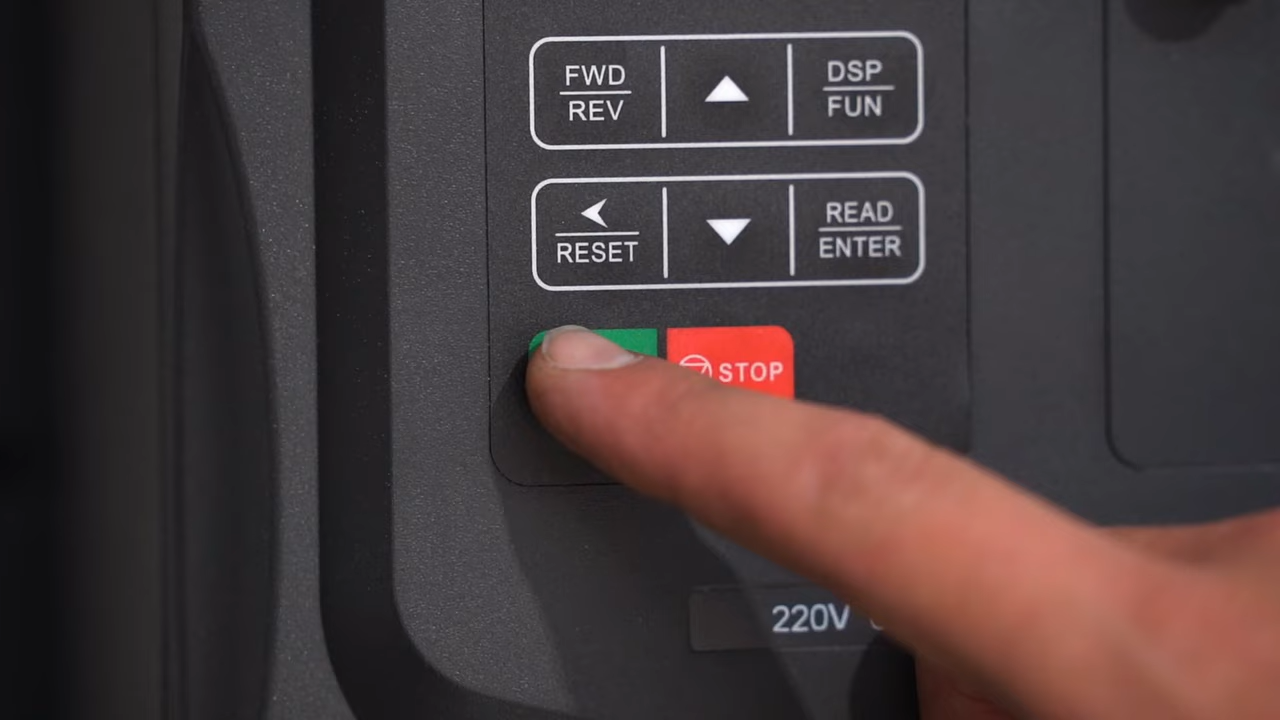 FWD
REV
DSP
FUN
RESET
READ
ENTER
STOP
220V